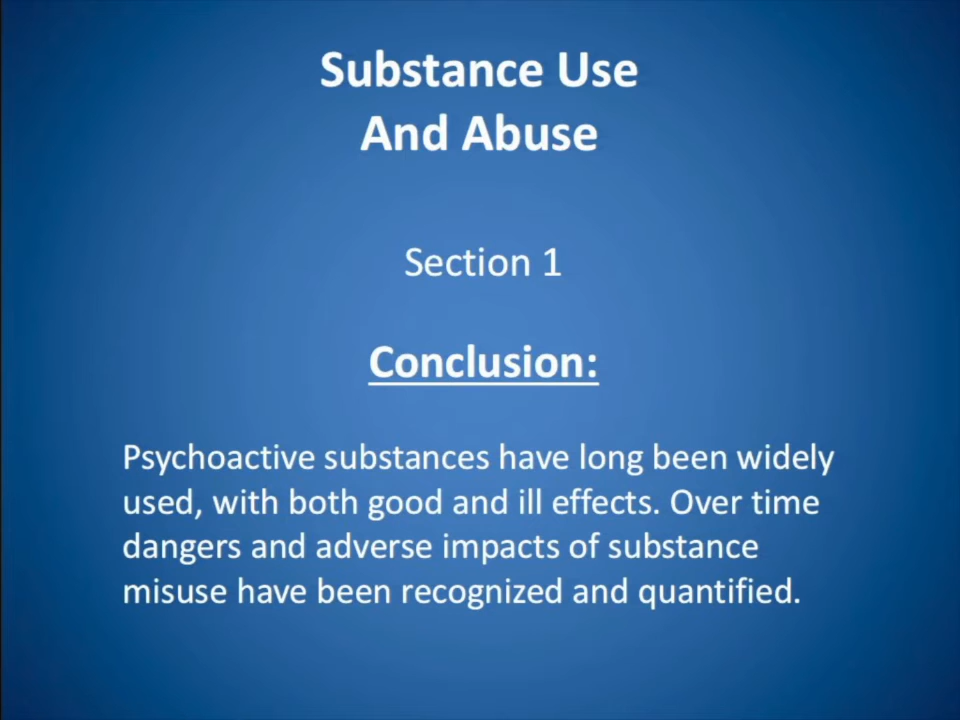 Substance Use
And Abuse
Section 1
Conclusion:
Psychoactive substances have long been widely
used, with both good and ill effects. Over time
dangers and adverse impacts of substance
misuse have been recognized and quantified.